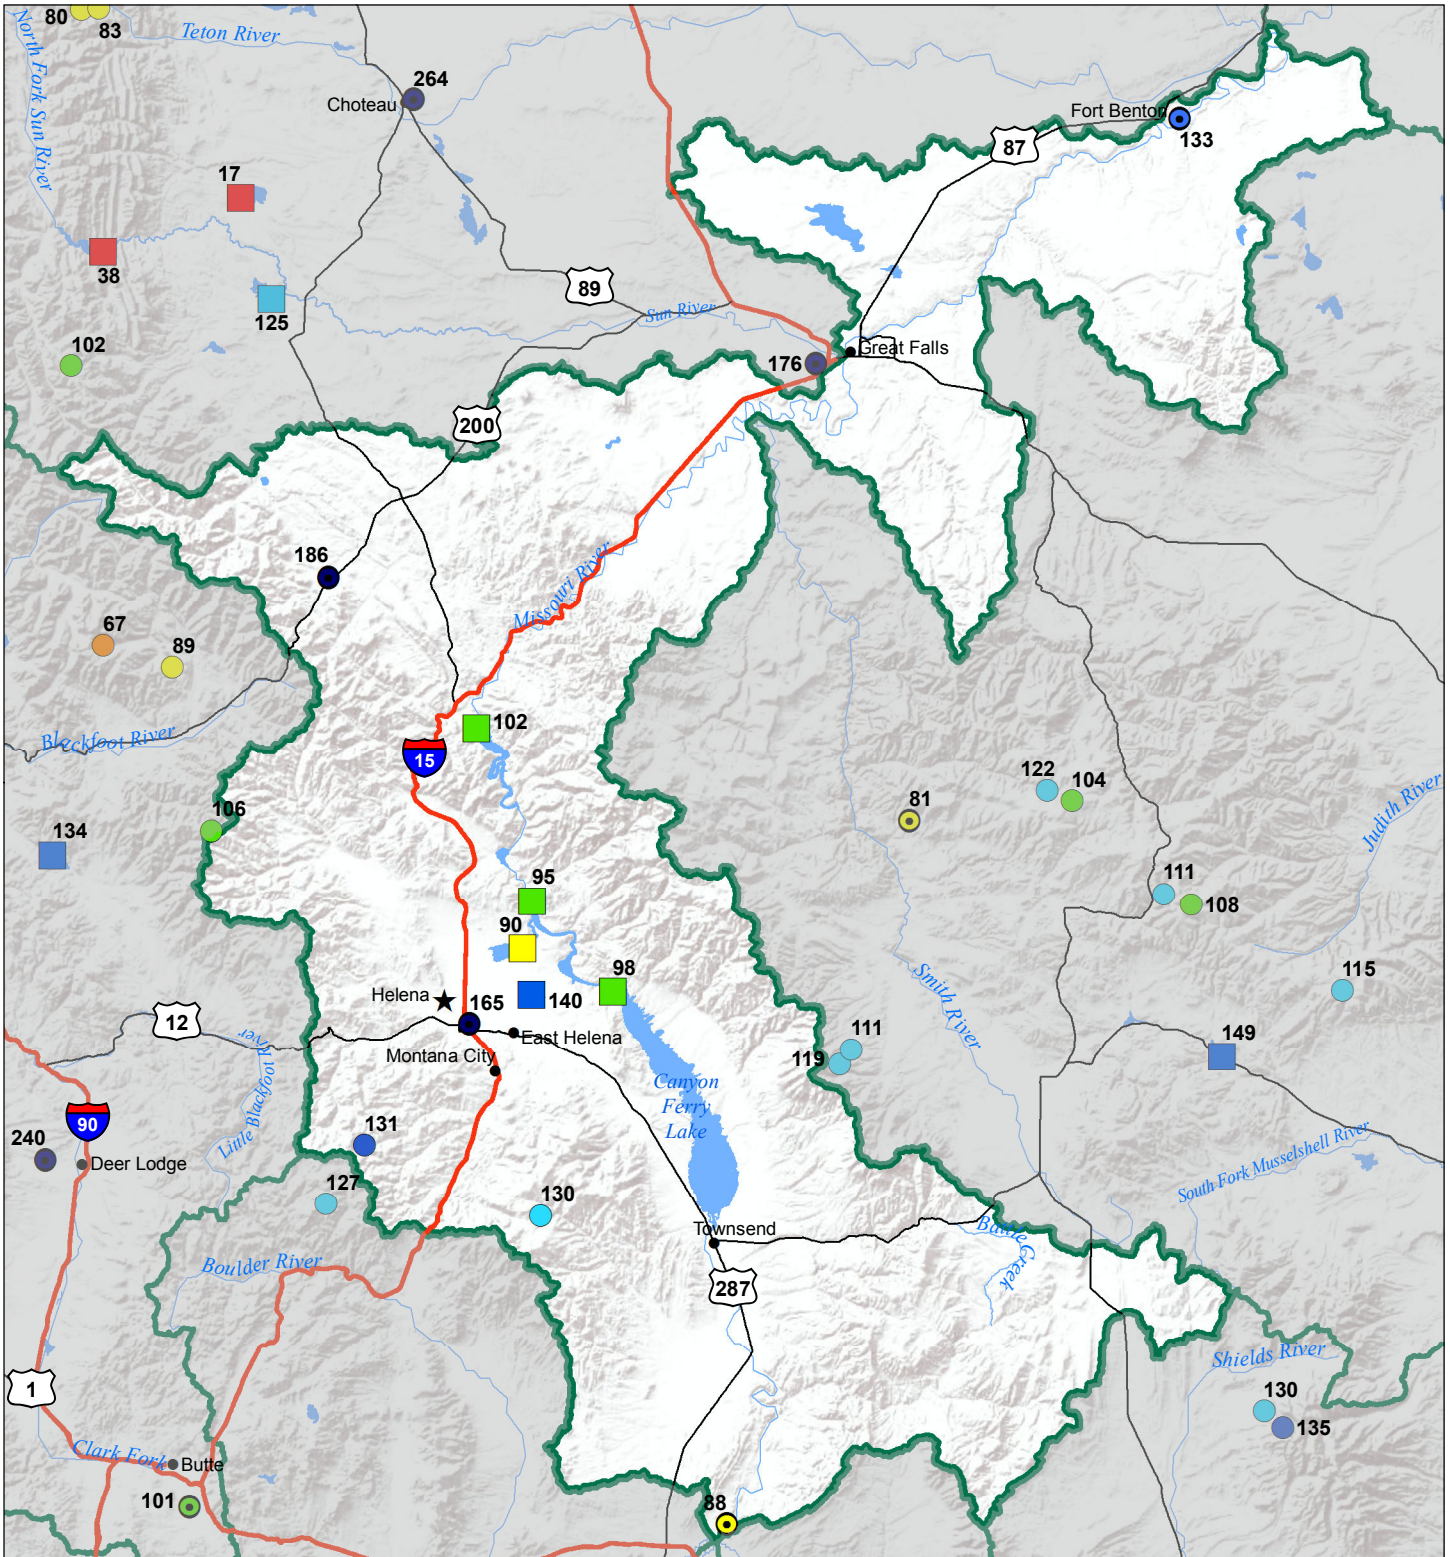 80
83
North Fork Sun River
Teton River
264
Choteau
Fort Benton
133
87
17
38
89
125
Sun River
102
176
Great Falls
200
186
Missouri River
67
89
Blackfoot River
102
15
106
134
122
104
81
Judith River
95
111
108
90
98
Helena
165
140
115
12
East Helena
Smith River
Little Blackfoot River
Montana City
111
119
149
Canyon
Ferry
Lake
90
240
Deer Lodge
131
South Fork Musselshell River
127
130
Townsend
Battle Creek
Boulder River
287
Shields River
1
130
135
Clark Fork
Butte
101
88